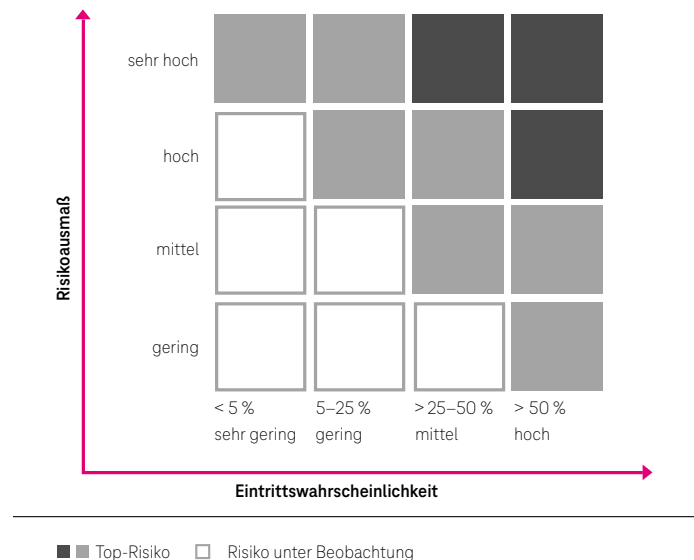 sehr hoch
hoch
mittel
gering
Risikoausmaß
< 5 % 5–25 % > 25–50 % > 50 %
sehr gering gering mittel hoch
Eintrittswahrscheinlichkeit
Top-Risiko Risiko unter Beobachtung